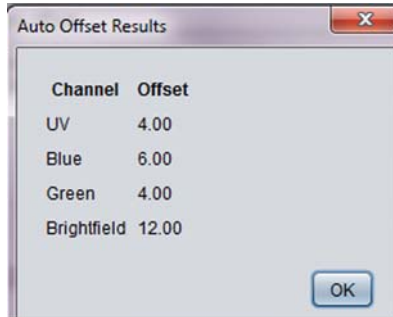 Auto Offset Results
Channel Offset
UV 4.00
Blue 6.00
Green 4.00
Brightfield 12.00
OK